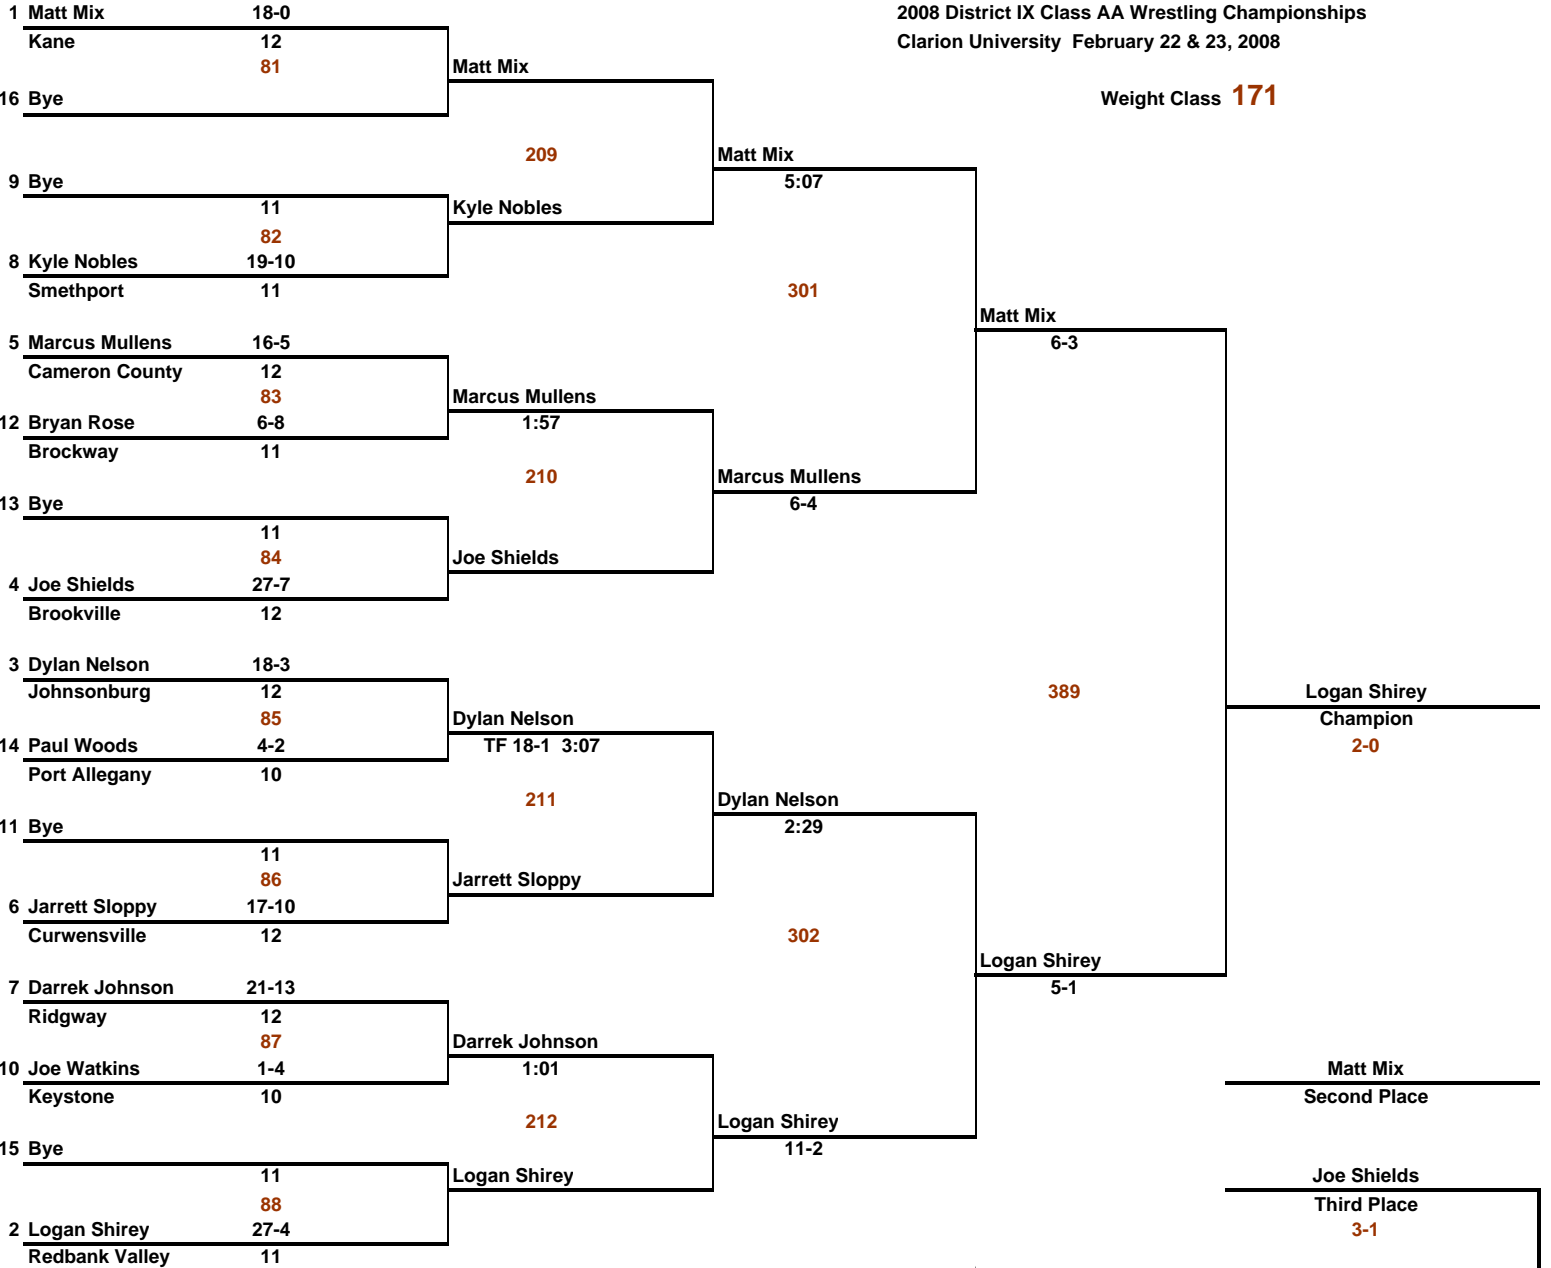 1 Matt Mix 18-0 2008 District IX Class AA Wrestling Championships
Kane 12 Clarion University February 22 & 23, 2008
81 Matt Mix
16 Bye Weight Class 171
209 Matt Mix
9 Bye 5:07
11 Kyle Nobles
82
8 Kyle Nobles 19-10
Smethport 11 301
Matt Mix
5 Marcus Mullens 16-5 6-3
Cameron County 12
83 Marcus Mullens
12 Bryan Rose 6-8 1:57
Brockway 11
210 Marcus Mullens
13 Bye 6-4
11
84 Joe Shields
4 Joe Shields 27-7
Brookville 12
3 Dylan Nelson 18-3
Johnsonburg 12 389 Logan Shirey
85 Dylan Nelson Champion
14 Paul Woods 4-2 TF 18-1 3:07 2-0
Port Allegany 10
211 Dylan Nelson
11 Bye 2:29
11
86 Jarrett Sloppy
6 Jarrett Sloppy 17-10
Curwensville 12 302
Logan Shirey
7 Darrek Johnson 21-13 5-1
Ridgway 12
87 Darrek Johnson
10 Joe Watkins 1-4 1:01 Matt Mix
Keystone 10 Second Place
212 Logan Shirey
15 Bye 11-2
11 Logan Shirey Joe Shields
88 Third Place
2 Logan Shirey 27-4 3-1
Redbank Valley 11